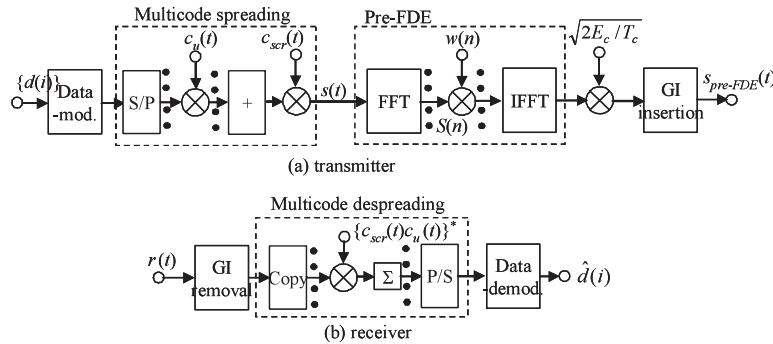 Multicode spreading
Pre-FDE
c_u(t)
c_scr(t)
w(n)
√2E_c/T_c
{d(i)}
Data
-mod.
S/P
+
s(t)
FFT
S(n)
IFFT
GI
insertion
s_pre-FDE(t)
(a) transmitter
Multicode despreading
{c_scr(t)c_u(t)}*
r(t)
GI
removal
Copy
Σ
P/S
Data
-demod.
d̂(i)
(b) receiver